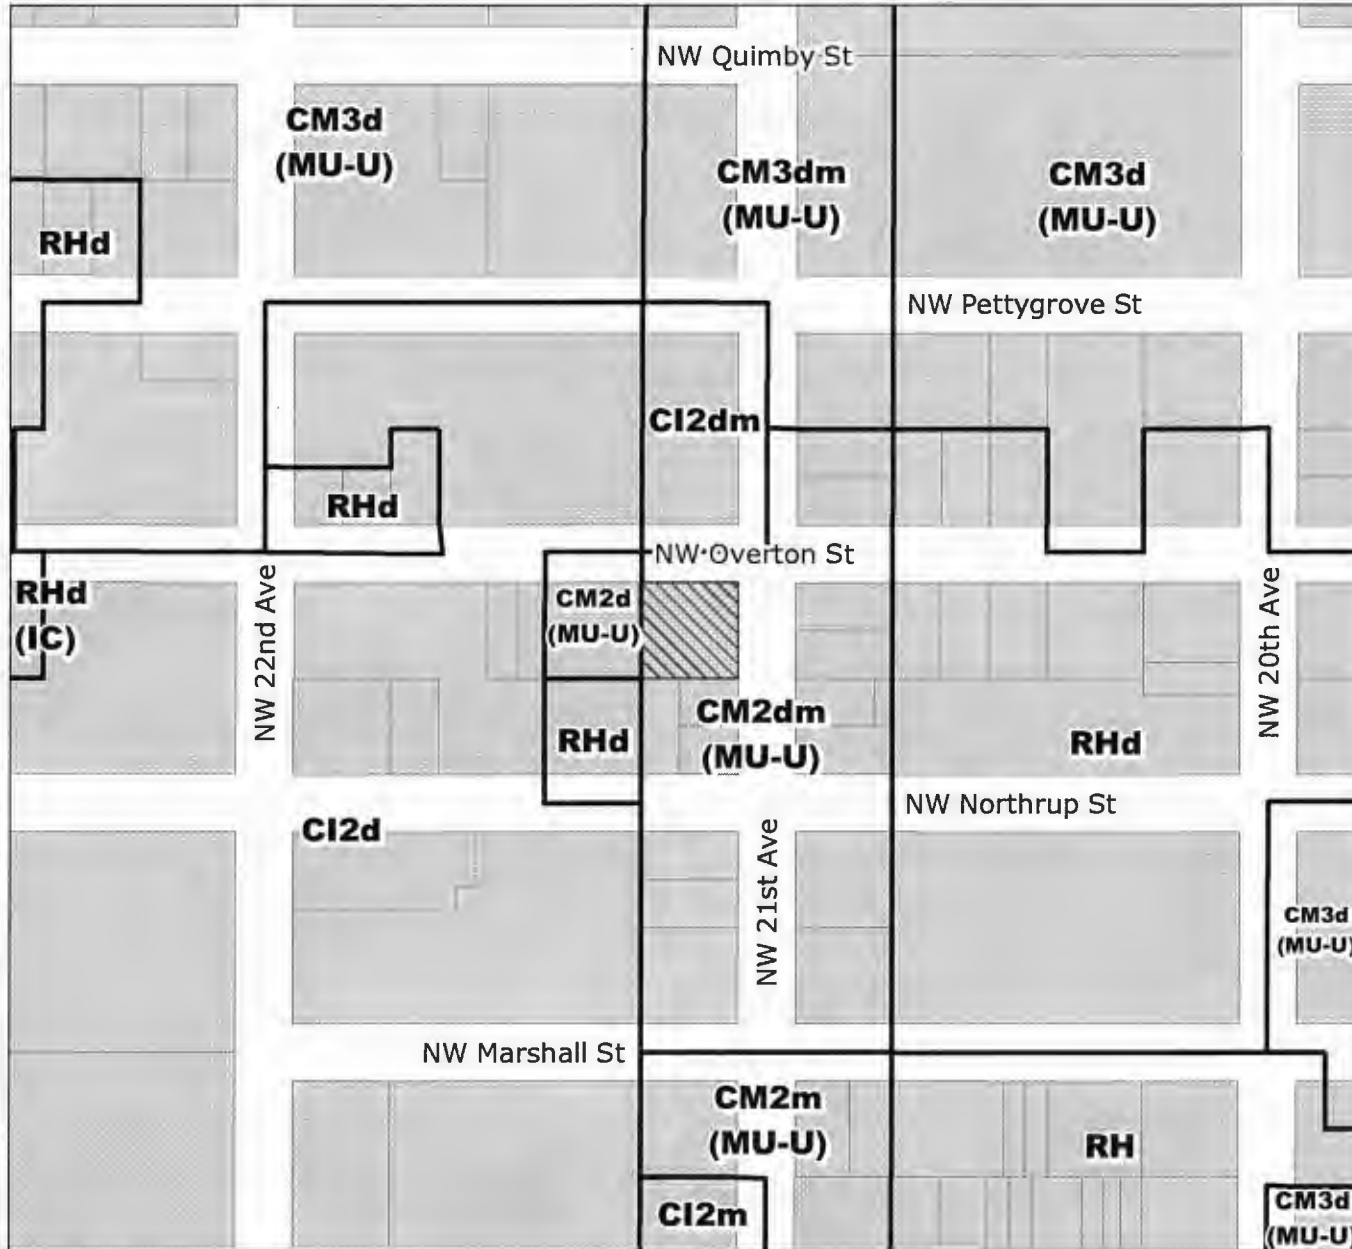 NW Quimby St
CM3d
(MU-U)
CM3dm
(MU-U)
CM3d
(MU-U)
RHd
NW Pettygrove St
CI2dm
RHd
NW Overton St
RHd
(IC)
NW 22nd Ave
CM2d
(MU-U)
NW 20th Ave
CM2dm
(MU-U)
RHd
RHd
NW Northrup St
CI2d
NW 21st Ave
CM3d
(MU-U)
NW Marshall St
CM2m
(MU-U)
RH
CI2m
CM3d
(MU-U)